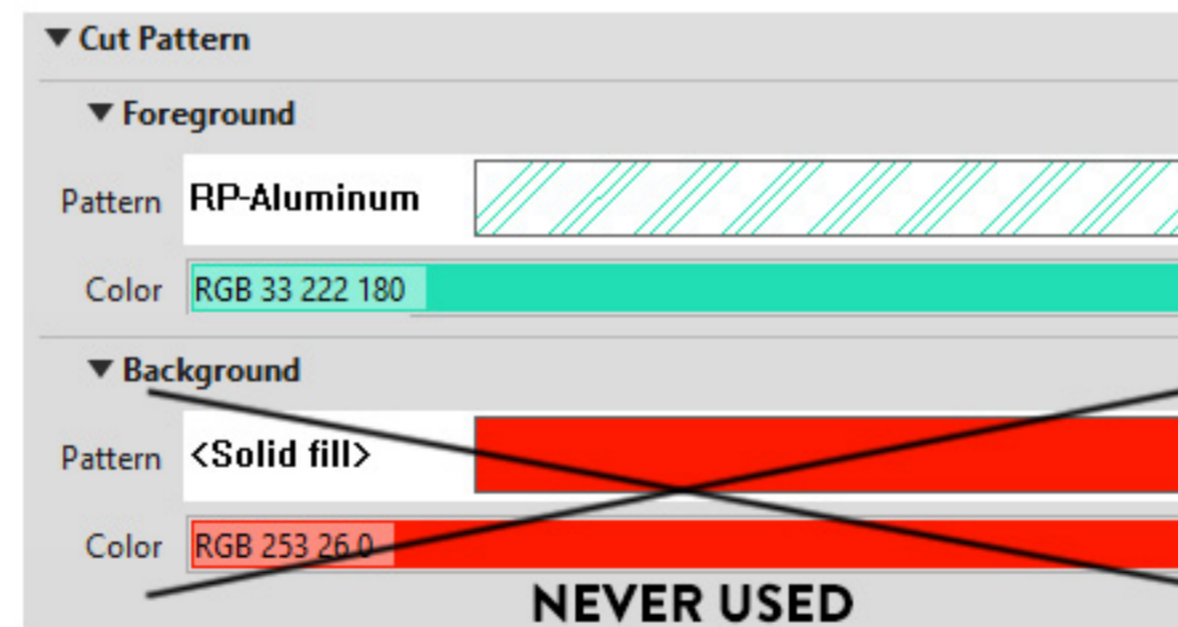 Cut Pattern
Foreground
Pattern RP-Aluminum
Color RGB 33 222 180
Background
Pattern <Solid fill>
Color RGB 253 26 0
NEVER USED